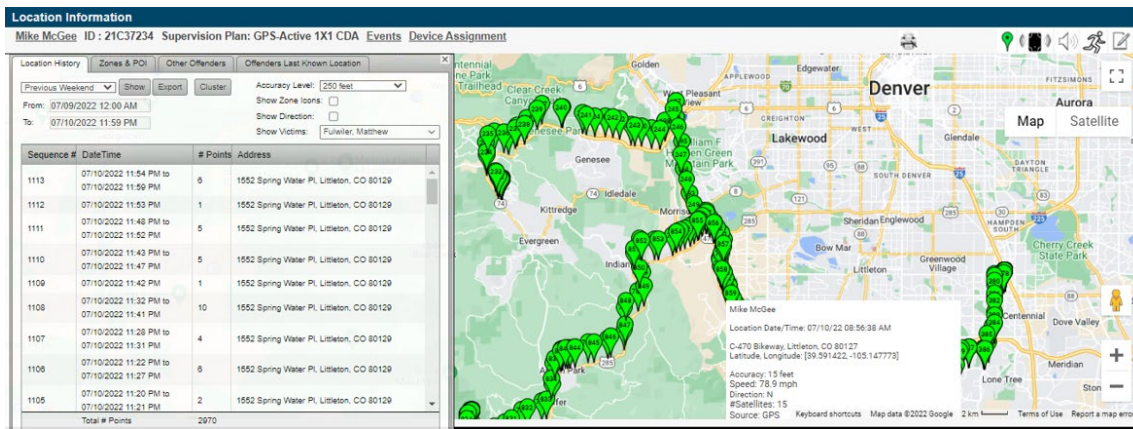 Location Information
Mike McGee ID : 21C37234 Supervision Plan: GPS-Active 1X1 CDA Events Device Assignment
Location History Zones & POI Other Offenders Offenders Last Known Location
Previous Weekend Show Export Cluster Accuracy Level: 250 feet
Show Zone Icons:
From: 07/09/2022 12:00 AM
Show Direction:
To: 07/10/2022 11:59 PM
Show Victims: Fulwiler, Matthew
Sequence # DateTime # Points Address
1113 07/10/2022 11:54 PM to 07/10/2022 11:59 PM 6 1552 Spring Water Pl, Littleton, CO 80129
1112 07/10/2022 11:53 PM 1 1552 Spring Water Pl, Littleton, CO 80129
1111 07/10/2022 11:48 PM to 07/10/2022 11:52 PM 5 1552 Spring Water Pl, Littleton, CO 80129
1110 07/10/2022 11:43 PM to 07/10/2022 11:47 PM 5 1552 Spring Water Pl, Littleton, CO 80129
1109 07/10/2022 11:42 PM 1 1552 Spring Water Pl, Littleton, CO 80129
1108 07/10/2022 11:32 PM to 07/10/2022 11:41 PM 10 1552 Spring Water Pl, Littleton, CO 80129
1107 07/10/2022 11:28 PM to 07/10/2022 11:31 PM 4 1552 Spring Water Pl, Littleton, CO 80129
1106 07/10/2022 11:22 PM to 07/10/2022 11:27 PM 6 1552 Spring Water Pl, Littleton, CO 80129
1105 07/10/2022 11:20 PM to 07/10/2022 11:21 PM 2 1552 Spring Water Pl, Littleton, CO 80129
Total # Points 2970
Golden
Edgewater
APPLEWOOD
Denver
FITZSIMONS
Aurora
Map Satellite
CREIGHTON
Lakewood
WEST
Glendale
Genesee
DAYTON TRIANGLE
SOUTH DENVER
Idledale
Kittredge
Sheridan Englewood
HAMPDEN SOUTH
Evergreen
Bow Mar
Cherry Creek State Park
Littleton
Greenwood Village
Centennial
Dove Valley
Meridian
Lone Tree
Mike McGee
Location Date/Time: 07/10/22 08:56:38 AM
C-470 Bikeway, Littleton, CO 80127
Latitude, Longitude: [39.591422, -105.147773]
Accuracy: 15 feet
Speed: 78.9 mph
Direction: N
#Satellites: 15
Source: GPS
Keyboard shortcuts Map data ©2022 Google 2 km Terms of Use Report a map erro